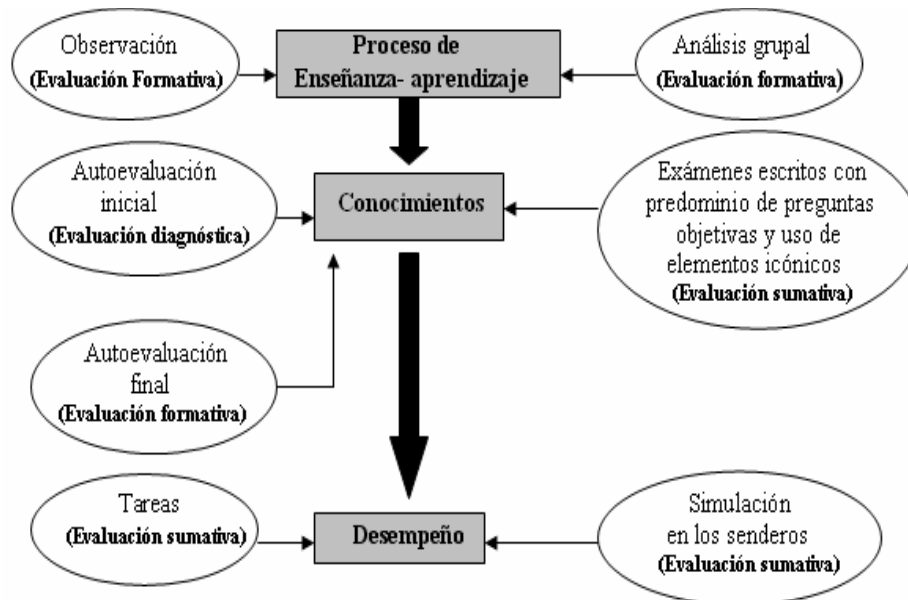 Observación
(Evaluación Formativa)
Proceso de
Enseñanza- aprendizaje
Análisis grupal
(Evaluación formativa)
Autoevaluación
inicial
(Evaluación diagnóstica)
Conocimientos
Exámenes escritos con
predominio de preguntas
objetivas y uso de
elementos icónicos
(Evaluación sumativa)
Autoevaluación
final
(Evaluación formativa)
Tareas
(Evaluación sumativa)
Desempeño
Simulación
en los senderos
(Evaluación sumativa)